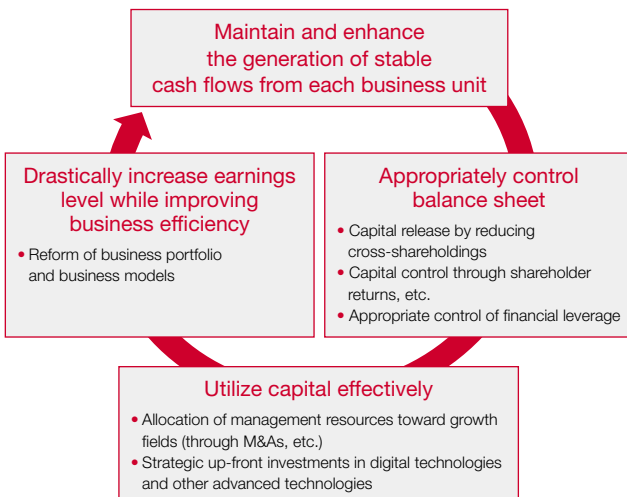 Maintain and enhance
the generation of stable
cash flows from each business unit
Drastically increase earnings
level while improving
business efficiency
• Reform of business portfolio
and business models
Appropriately control
balance sheet
• Capital release by reducing
cross-shareholdings
• Capital control through shareholder
returns, etc.
• Appropriate control of financial leverage
Utilize capital effectively
• Allocation of management resources toward growth
fields (through M&As, etc.)
• Strategic up-front investments in digital technologies
and other advanced technologies